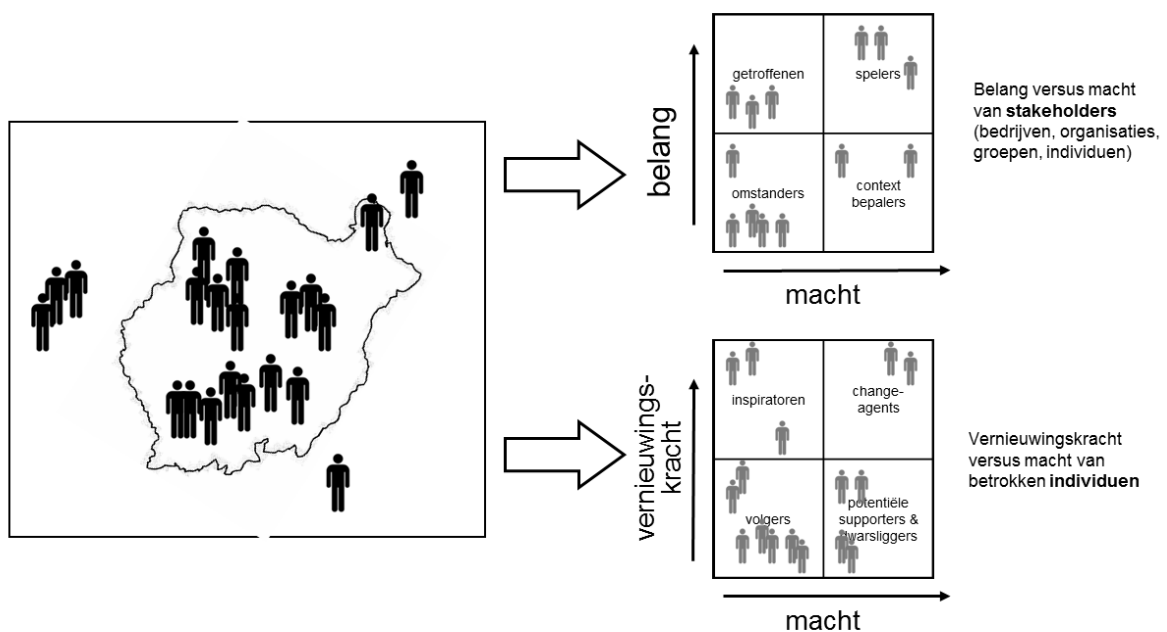 getroffenen
spelers
omstanders
context
bepalers
belang
macht
Belang versus macht
van stakeholders
(bedrijven, organisaties,
groepen, individuen)
inspiratoren
change-
agents
volgers
potentiële
supporters &
dwarsliggers
vernieuwings-
kracht
macht
Vernieuwingskracht
versus macht van
betrokken individuen